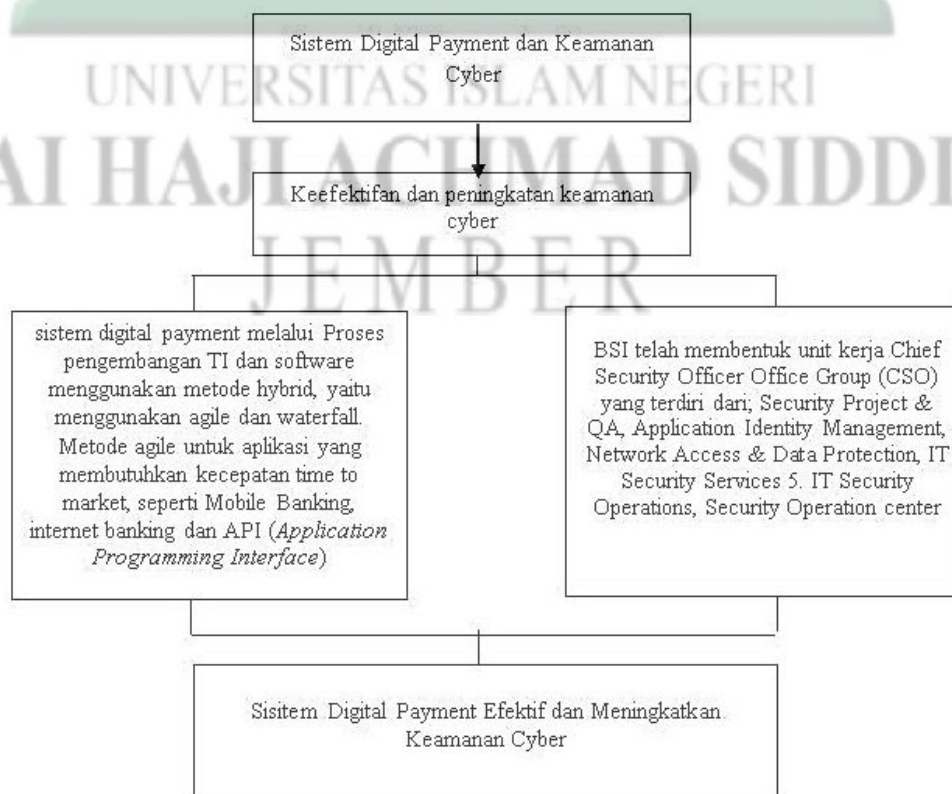 Sistem Digital Payment dan Keamanan
Cyber
UNIVERSITAS ISLAM NEGERI
AI HAJI ACHMAD SIDDI
Keefektifan dan peningkatan keamanan
cyber
JEMBER
sistem digital payment melalui Proses
pengembangan TI dan software
menggunakan metode hybrid, yaitu
menggunakan agile dan waterfall.
Metode agile untuk aplikasi yang
membutuhkan kecepatan time to
market, seperti Mobile Banking,
internet banking dan API (Application
Programming Interface)
BSI telah membentuk unit kerja Chief
Security Officer Office Group (CSO)
yang terdiri dari; Security Project &
QA, Application Identity Management,
Network Access & Data Protection, IT
Security Services 5. IT Security
Operations, Security Operation center
Sisitem Digital Payment Efektif dan Meningkatkan
Keamanan Cyber